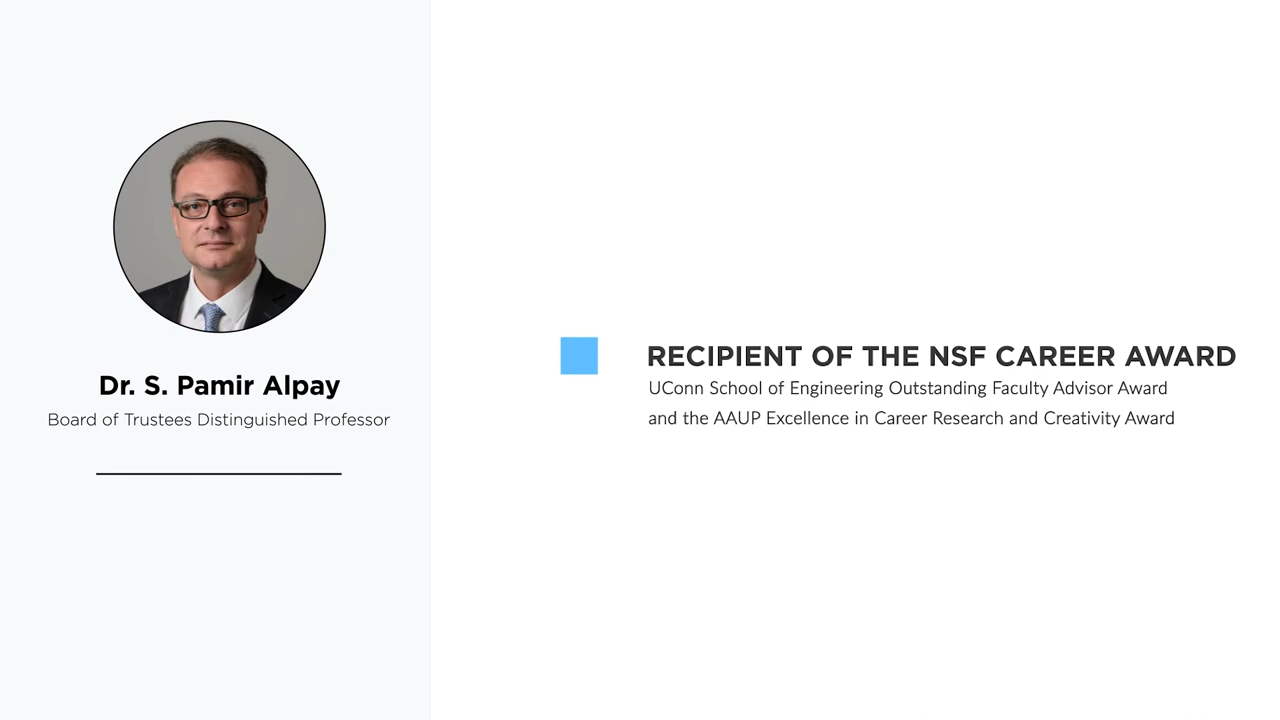 Dr. S. Pamir Alpay
Board of Trustees Distinguished Professor
RECIPIENT OF THE NSF CAREER AWARD
UConn School of Engineering Outstanding Faculty Advisor Award
and the AAUP Excellence in Career Research and Creativity Award